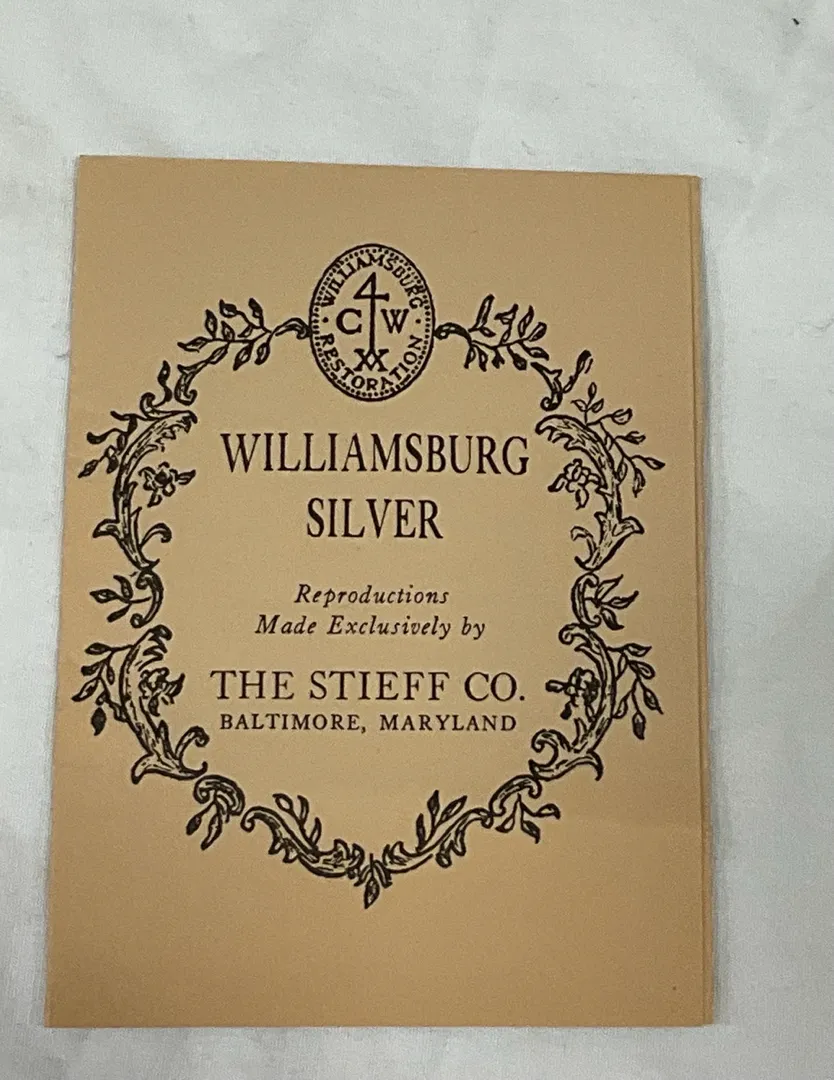 WILLIAMSBURG
C W
RESTORATION
WILLIAMSBURG
SILVER
Reproductions
Made Exclusively by
THE STIEFF CO.
BALTIMORE, MARYLAND